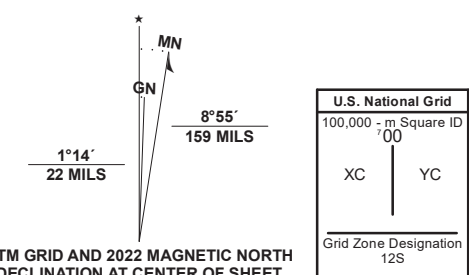 ★
MN
GN
8°55´
159 MILS
1°14´
22 MILS
TM GRID AND 2022 MAGNETIC NORTH
DECLINATION AT CENTER OF SHEET
U.S. National Grid
100,000 - m Square ID
⁷00
XC
YC
Grid Zone Designation
12S